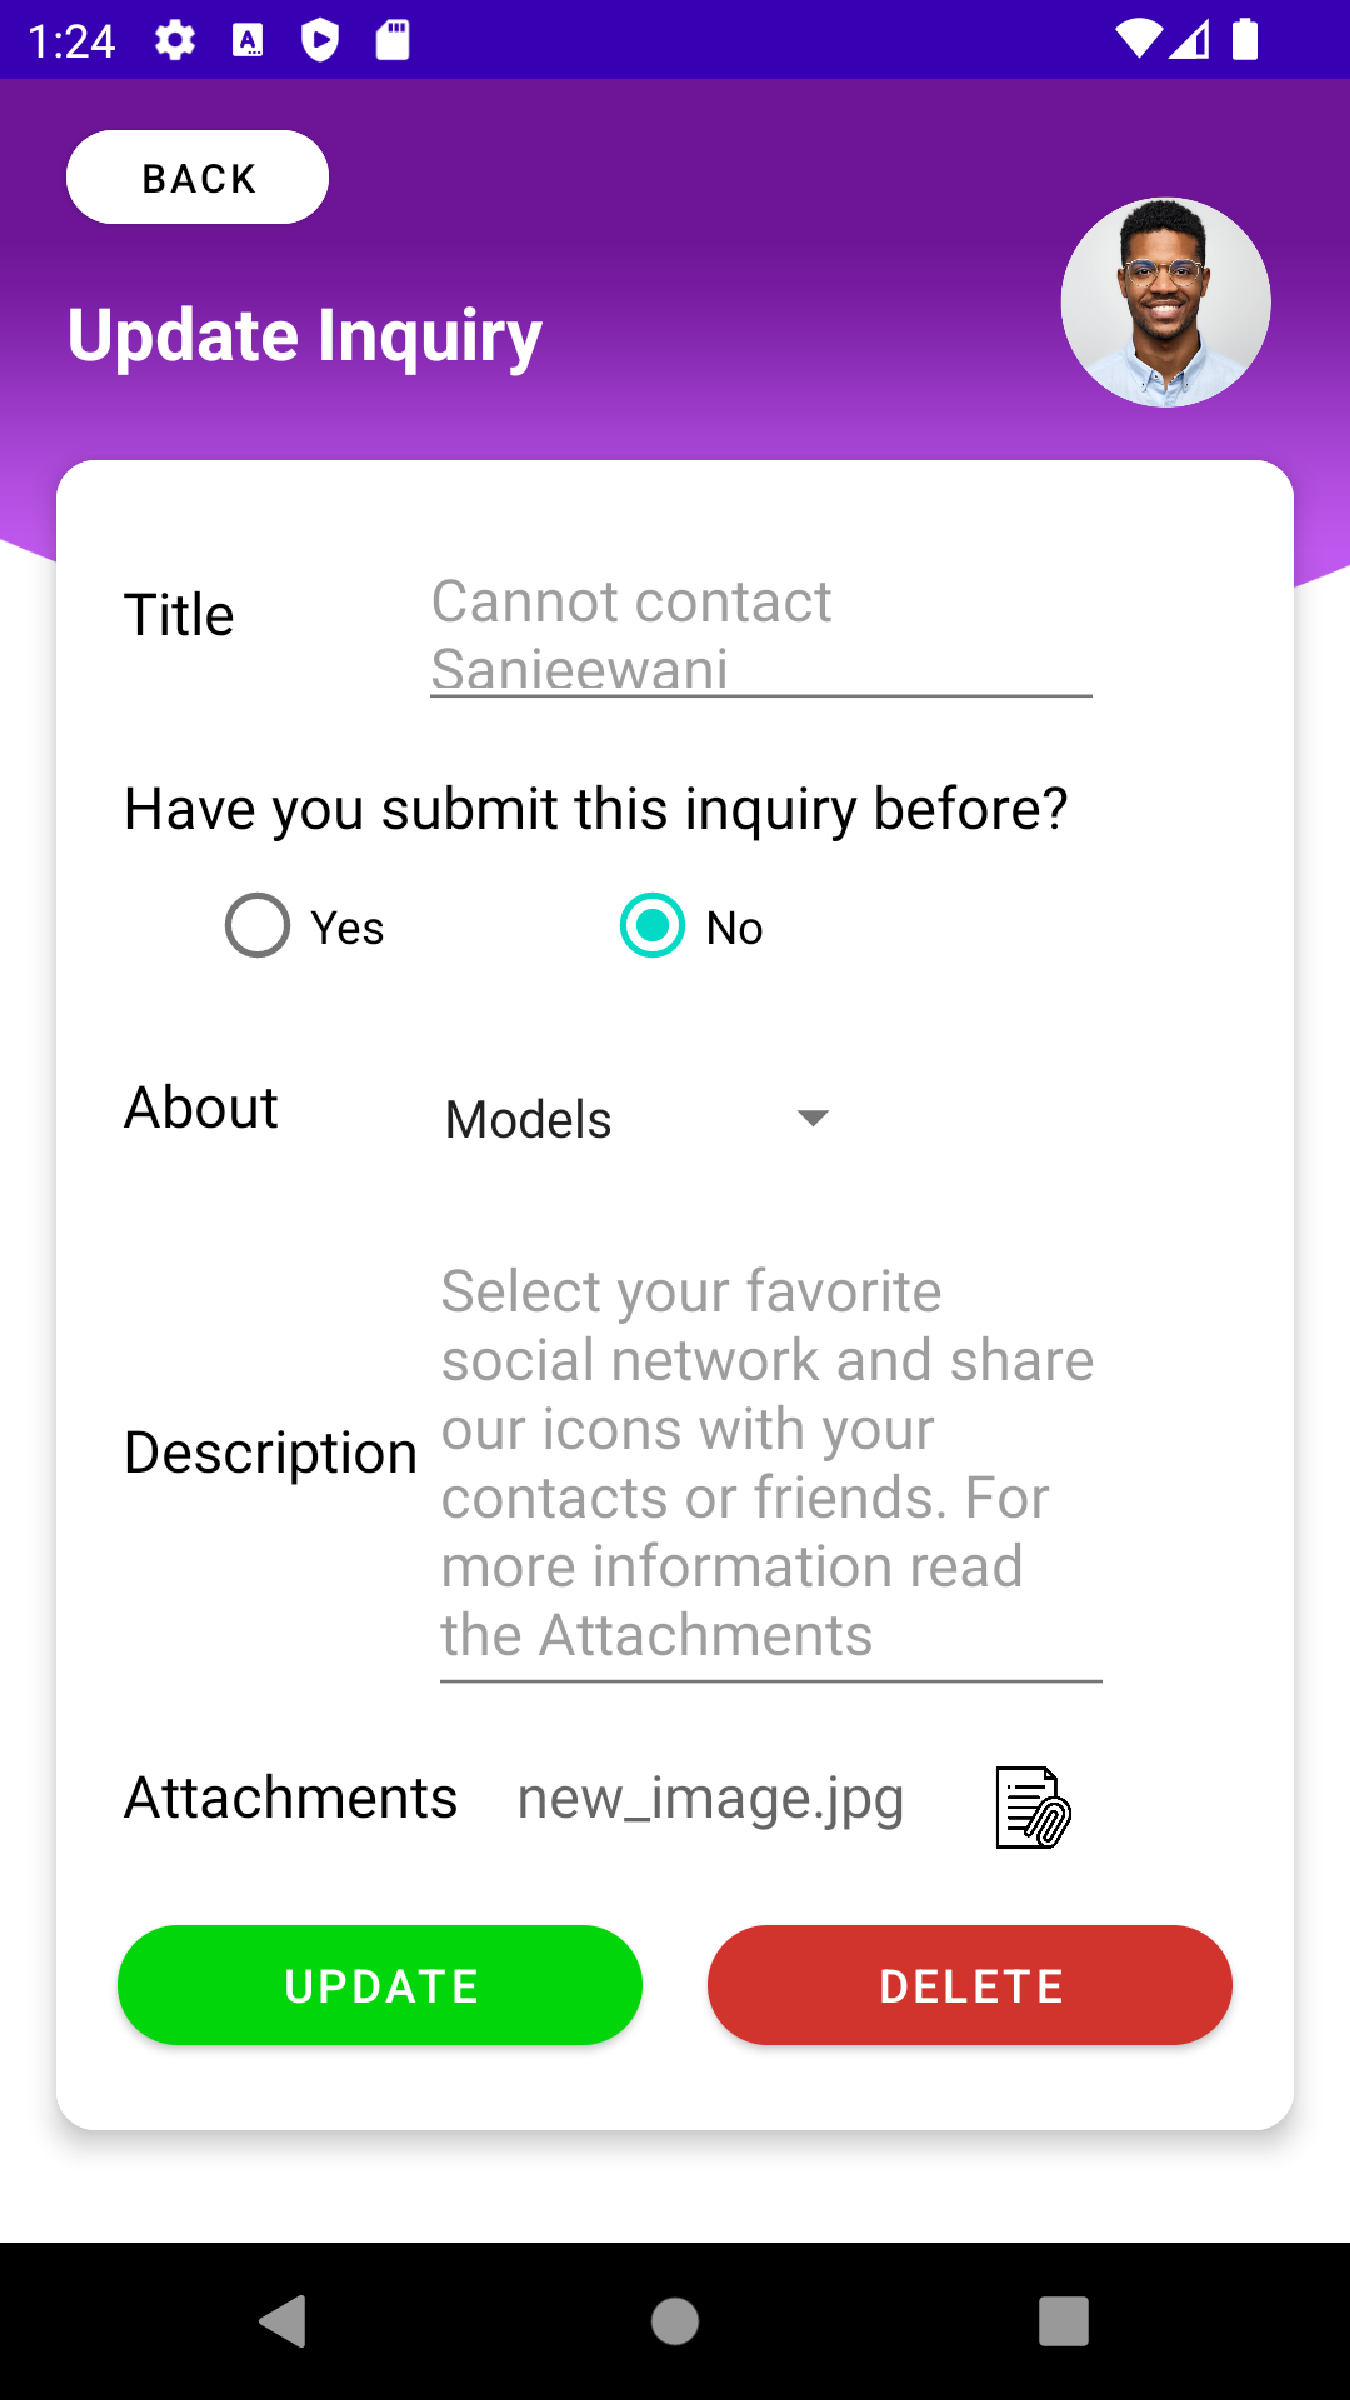 1:24
BACK
Update Inquiry
Title
Cannot contact
Sanieewani
Have you submit this inquiry before?
Yes
No
About
Models
Description
Select your favorite
social network and share
our icons with your
contacts or friends. For
more information read
the Attachments
Attachments
new_image.jpg
UPDATE
DELETE